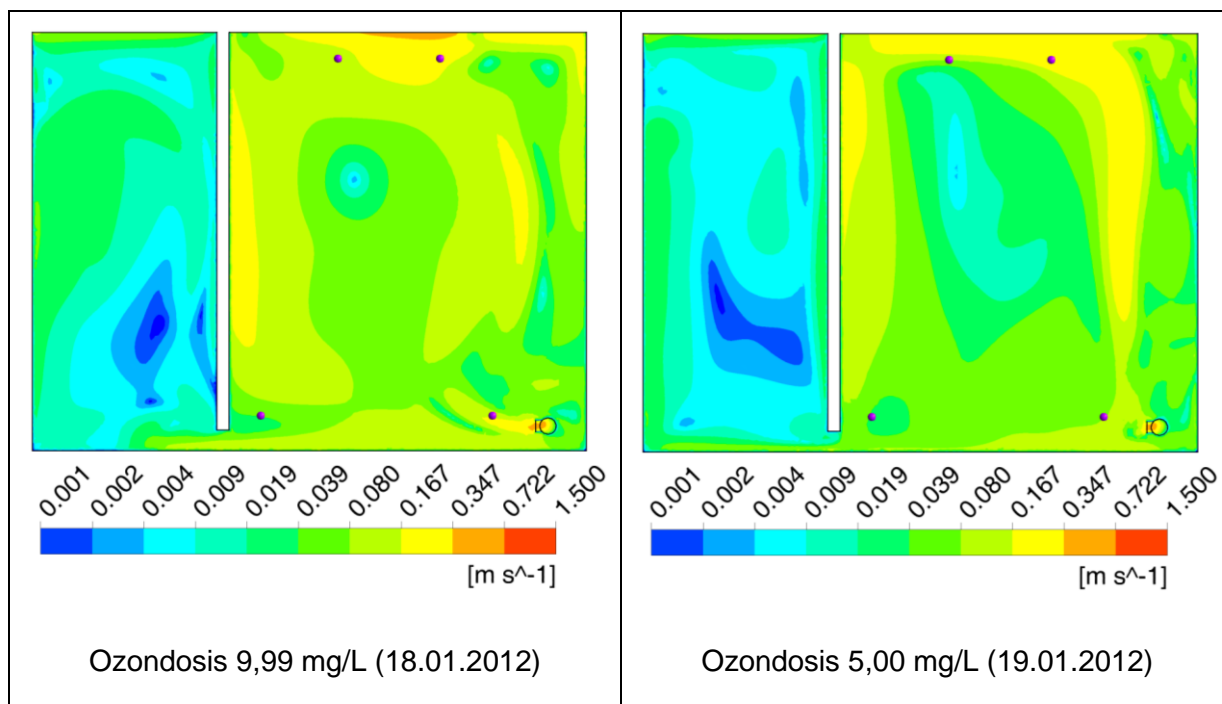 0.001 0.002 0.004 0.009 0.019 0.039 0.080 0.167 0.347 0.722 1.500
[m s^-1]
Ozondosis 9,99 mg/L (18.01.2012)
0.001 0.002 0.004 0.009 0.019 0.039 0.080 0.167 0.347 0.722 1.500
[m s^-1]
Ozondosis 5,00 mg/L (19.01.2012)